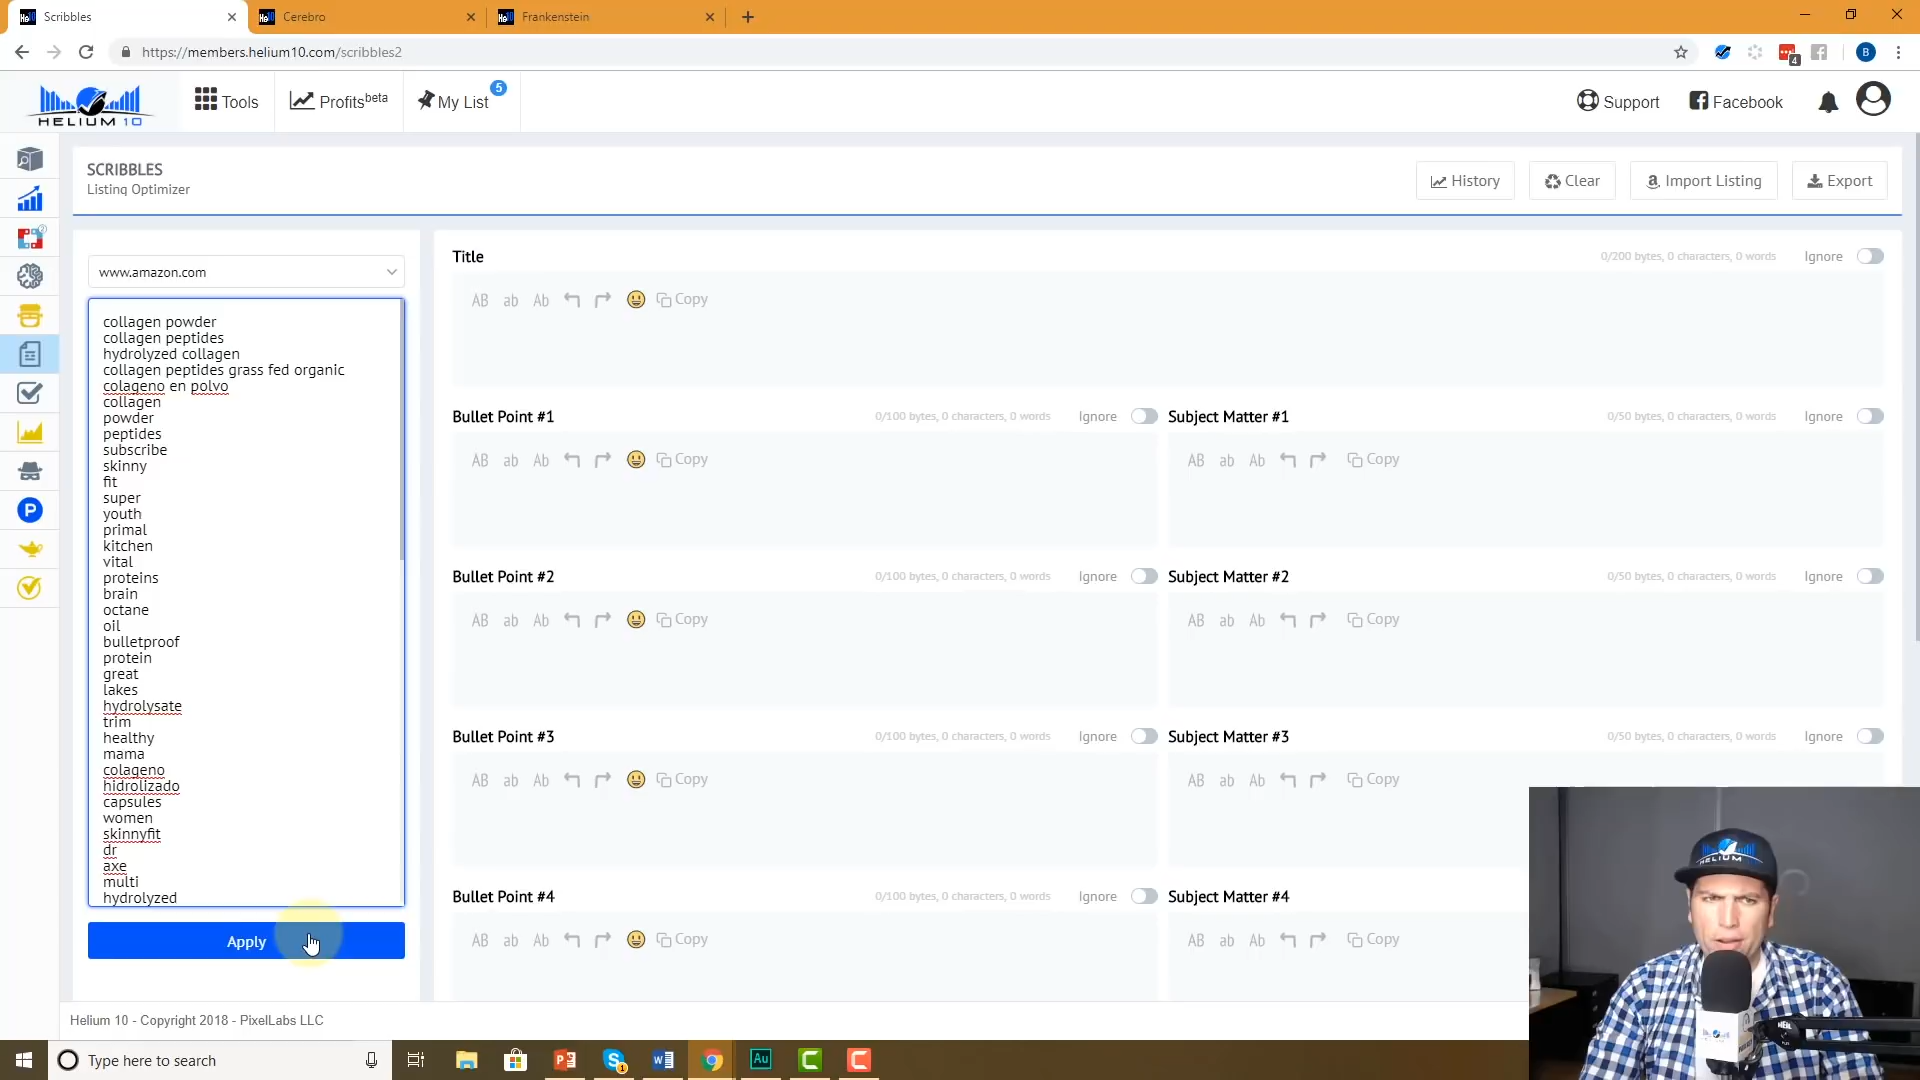 Scribbles
Cerebro
Frankenstein
https://members.helium10.com/scribbles2
4
B
HELIUM 10
Tools
Profits beta
My List
5
Support
Facebook
SCRIBBLES
Listing Optimizer
History
Clear
Import Listing
Export
www.amazon.com
collagen powder
collagen peptides
hydrolyzed collagen
collagen peptides grass fed organic
colageno en polvo
collagen
powder
peptides
subscribe
skinny
fit
super
youth
primal
kitchen
vital
proteins
brain
octane
oil
bulletproof
protein
great
lakes
hydrolysate
trim
healthy
mama
colageno
hidrolizado
capsules
women
skinnyfit
dr
axe
multi
hydrolyzed
Apply
Title
0/200 bytes, 0 characters, 0 words
Ignore
AB ab Ab Copy
Bullet Point #1
0/100 bytes, 0 characters, 0 words
Ignore
Subject Matter #1
0/50 bytes, 0 characters, 0 words
Ignore
AB ab Ab Copy
AB ab Ab Copy
Bullet Point #2
0/100 bytes, 0 characters, 0 words
Ignore
Subject Matter #2
0/50 bytes, 0 characters, 0 words
Ignore
AB ab Ab Copy
AB ab Ab Copy
Bullet Point #3
0/100 bytes, 0 characters, 0 words
Ignore
Subject Matter #3
0/50 bytes, 0 characters, 0 words
Ignore
AB ab Ab Copy
AB ab Ab Copy
Bullet Point #4
0/100 bytes, 0 characters, 0 words
Ignore
Subject Matter #4
AB ab Ab Copy
AB ab Ab Copy
HELIUM
Helium 10 - Copyright 2018 - PixelLabs LLC
Type here to search